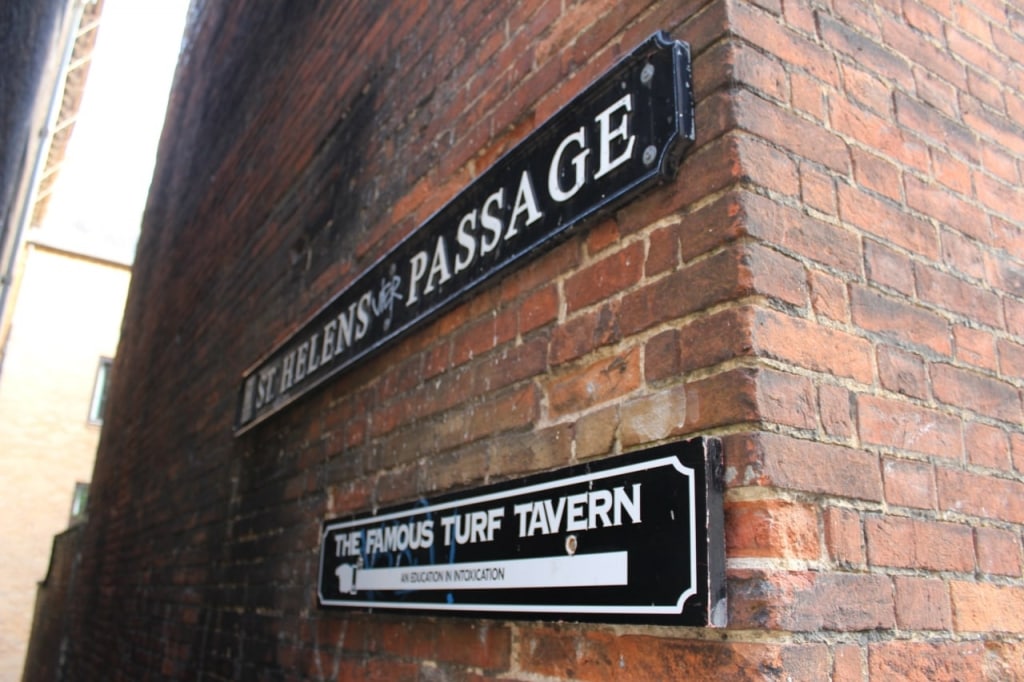 ST. HELENS PASSAGE
THE FAMOUS TURF TAVERN
AN EDUCATION IN INTOXICATION